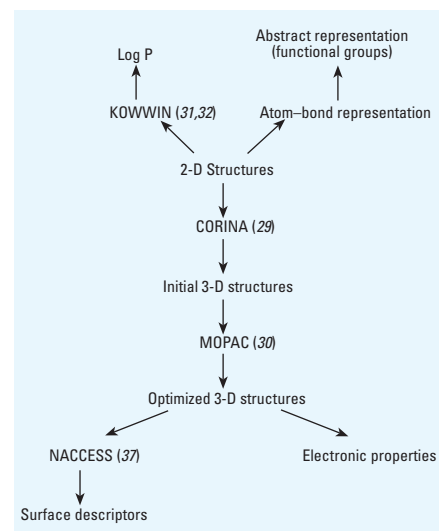 Abstract representation
(functional groups)
Log P
KOWWIN (31,32)
Atom–bond representation
2-D Structures
CORINA (29)
Initial 3-D structures
MOPAC (30)
Optimized 3-D structures
NACCESS (37)
Electronic properties
Surface descriptors